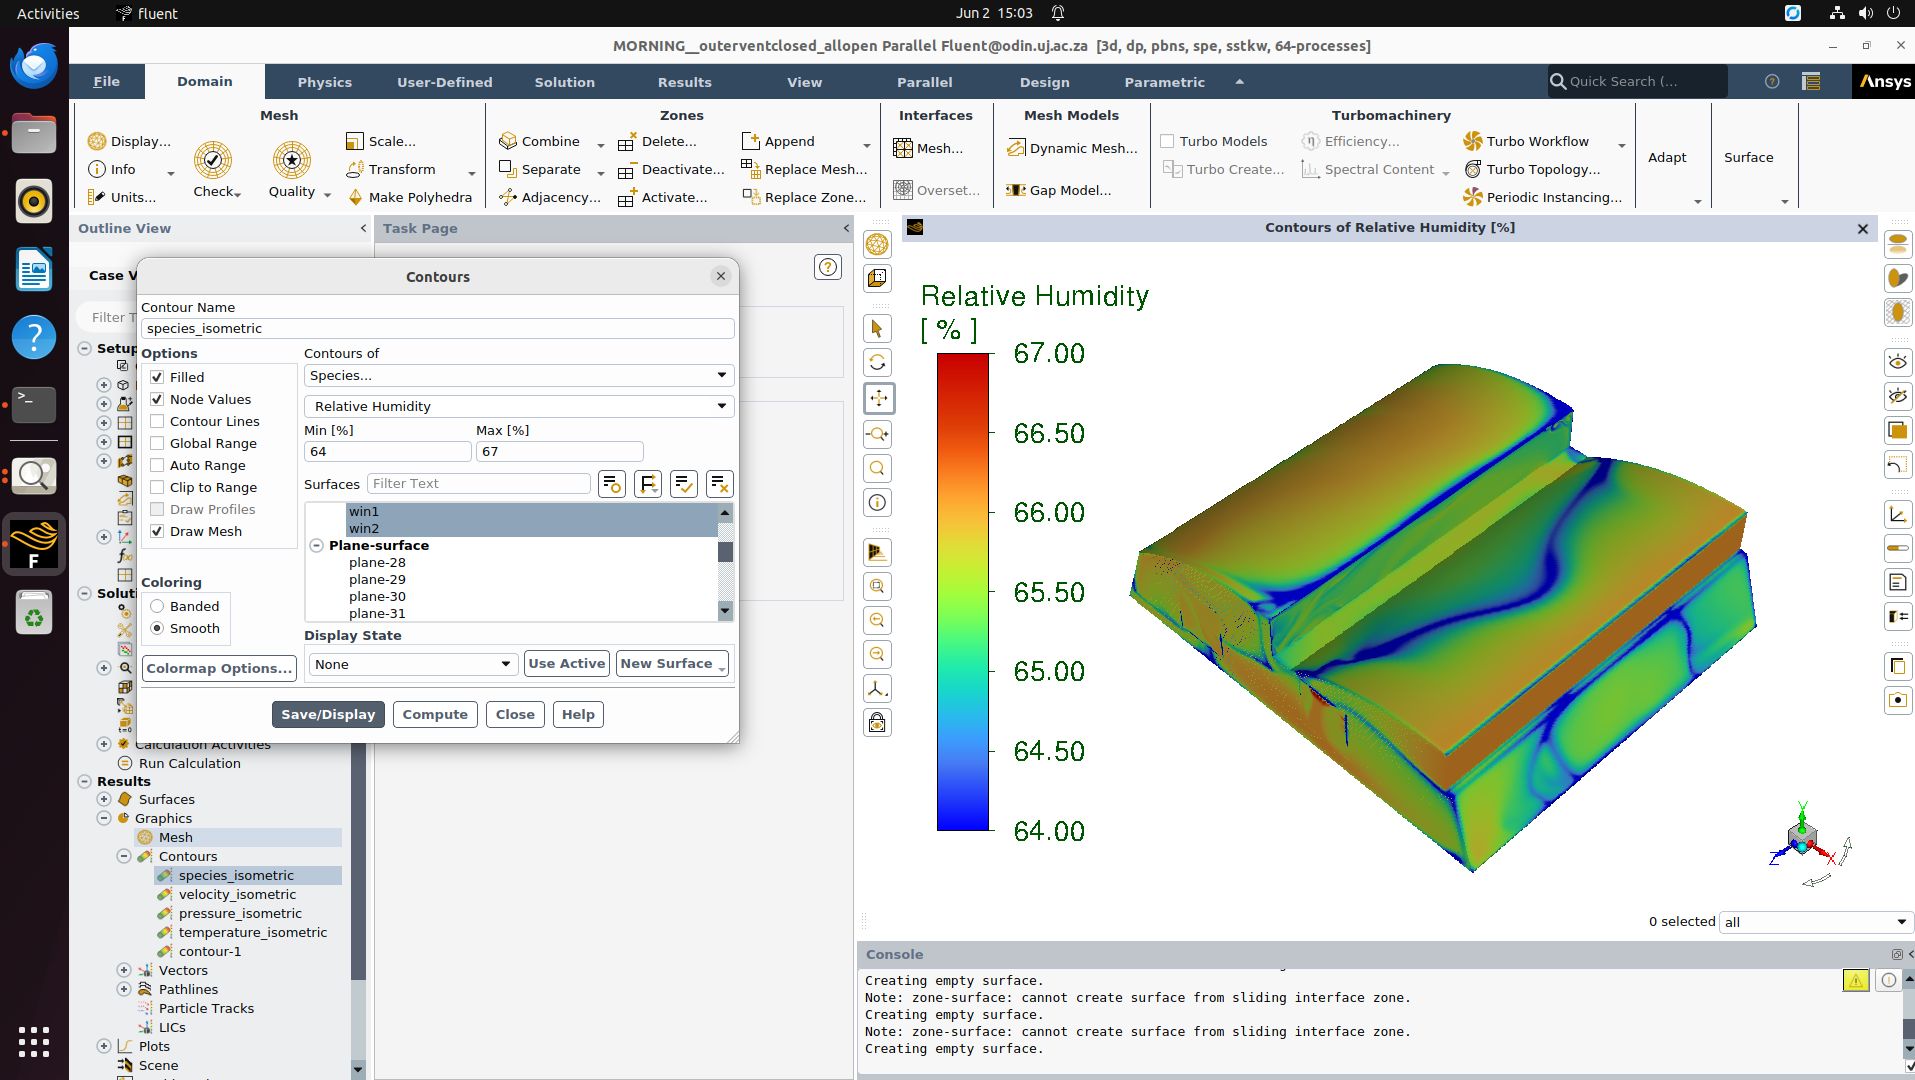 Activities
fluent
Jun 2 15:03
MORNING__outerventclosed_allopen Parallel Fluent@odin.uj.ac.za [3d, dp, pbns, spe, sstkw, 64-processes]
File
Domain
Physics
User-Defined
Solution
Results
View
Parallel
Design
Parametric
Quick Search (...
Ansys
Mesh
Display...
Info
Units...
Check
Quality
Scale...
Transform
Make Polyhedra
Zones
Combine
Separate
Adjacency...
Delete...
Deactivate...
Activate...
Append
Replace Mesh...
Replace Zone...
Interfaces
Mesh...
Overset...
Mesh Models
Dynamic Mesh...
Gap Model...
Turbomachinery
Turbo Models
Turbo Create...
Efficiency...
Spectral Content
Turbo Workflow
Turbo Topology...
Periodic Instancing...
Adapt
Surface
Outline View
Task Page
Case V
Filter T
Setup
Solutio
Calculation Activities
Run Calculation
Results
Surfaces
Graphics
Mesh
Contours
species_isometric
velocity_isometric
pressure_isometric
temperature_isometric
contour-1
Vectors
Pathlines
Particle Tracks
LICs
Plots
Scene
Contours
Contour Name
species_isometric
Options
Filled
Node Values
Contour Lines
Global Range
Auto Range
Clip to Range
Draw Profiles
Draw Mesh
Coloring
Banded
Smooth
Colormap Options...
Contours of
Species...
Relative Humidity
Min [%]
Max [%]
64
67
Surfaces
Filter Text
win1
win2
Plane-surface
plane-28
plane-29
plane-30
plane-31
Display State
None
Use Active
New Surface
Save/Display
Compute
Close
Help
Contours of Relative Humidity [%]
Relative Humidity
[ % ]
67.00
66.50
66.00
65.50
65.00
64.50
64.00
Y
Z
X
0 selected
all
Console
Creating empty surface.
Note: zone-surface: cannot create surface from sliding interface zone.
Creating empty surface.
Note: zone-surface: cannot create surface from sliding interface zone.
Creating empty surface.